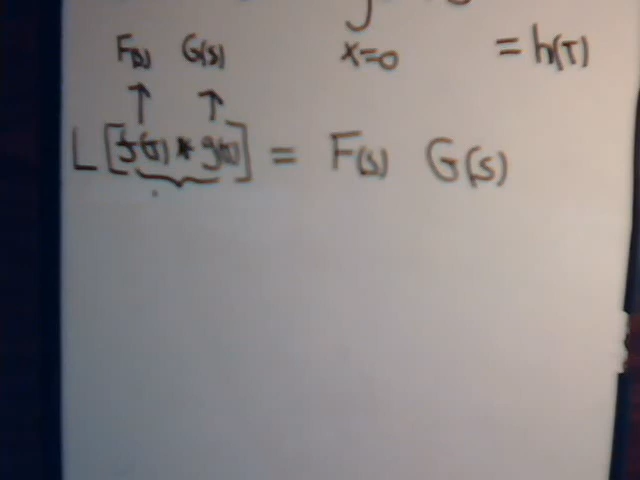 F(s) G(s) x=0 = h(T)
↑ ↑
L [f(t) * g(t)] = F(s) G(s)